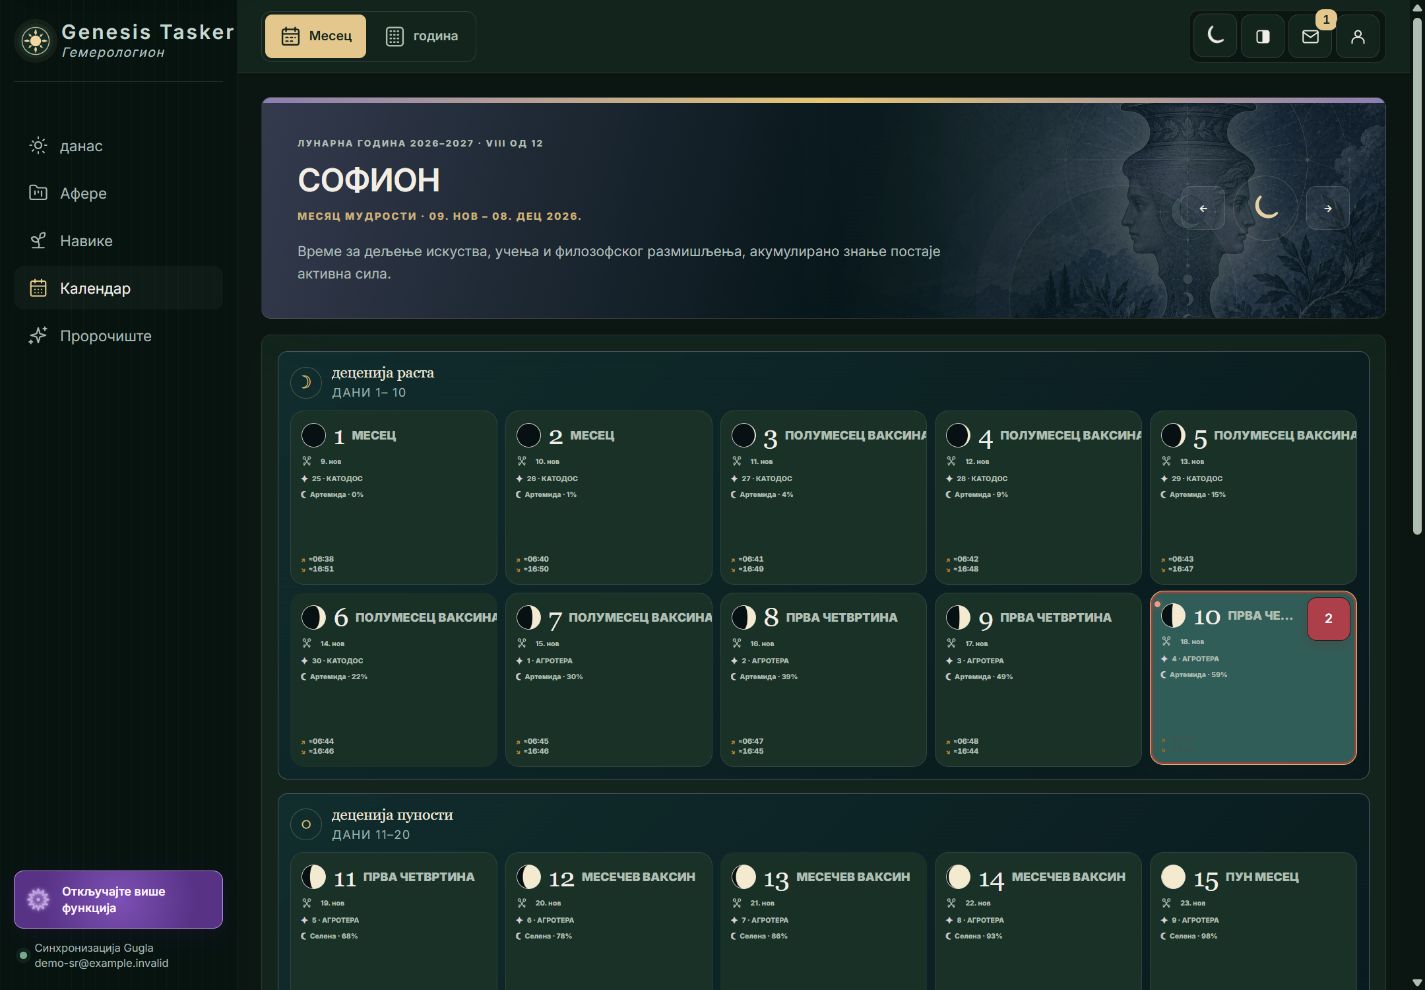 Genesis Tasker
Гемерологион
данас
Афере
Навике
Календар
Пророчиште
Откључајте више
функција
Синхронизација Gugla
demo-sr@example.invalid
Месец
година
1
ЛУНАРНА ГОДИНА 2026–2027 · VIII ОД 12
СОФИОН
МЕСЯЦ МУДРОСТИ · 09. НОВ – 08. ДЕЦ 2026.
Време за дељење искуства, учења и филозофског размишљења, акумулирано знање постаје
активна сила.
деценија раста
ДАНИ 1– 10
1 МЕСЕЦ
9. нов
25 · КАТОДОС
Артемида · 0%
≈06:38
≈16:51
2 МЕСЕЦ
10. нов
26 · КАТОДОС
Артемида · 1%
≈06:40
≈16:50
3 ПОЛУМЕСЕЦ ВАКСИНА
11. нов
27 · КАТОДОС
Артемида · 4%
≈06:41
≈16:49
4 ПОЛУМЕСЕЦ ВАКСИНА
12. нов
28 · КАТОДОС
Артемида · 9%
≈06:42
≈16:48
5 ПОЛУМЕСЕЦ ВАКСИНА
13. нов
29 · КАТОДОС
Артемида · 15%
≈06:43
≈16:47
6 ПОЛУМЕСЕЦ ВАКСИНА
14. нов
30 · КАТОДОС
Артемида · 22%
≈06:44
≈16:46
7 ПОЛУМЕСЕЦ ВАКСИНА
15. нов
1 · АГРОТЕРА
Артемида · 30%
≈06:45
≈16:46
8 ПРВА ЧЕТВРТИНА
16. нов
2 · АГРОТЕРА
Артемида · 39%
≈06:47
≈16:45
9 ПРВА ЧЕТВРТИНА
17. нов
3 · АГРОТЕРА
Артемида · 49%
≈06:48
≈16:44
10 ПРВА ЧЕ...
2
18. нов
4 · АГРОТЕРА
Артемида · 59%
деценија пуности
ДАНИ 11–20
11 ПРВА ЧЕТВРТИНА
19. нов
5 · АГРОТЕРА
Селена · 68%
12 МЕСЕЧЕВ ВАКСИН
20. нов
6 · АГРОТЕРА
Селена · 78%
13 МЕСЕЧЕВ ВАКСИН
21. нов
7 · АГРОТЕРА
Селена · 86%
14 МЕСЕЧЕВ ВАКСИН
22. нов
8 · АГРОТЕРА
Селена · 93%
15 ПУН МЕСЕЦ
23. нов
9 · АГРОТЕРА
Селена · 98%